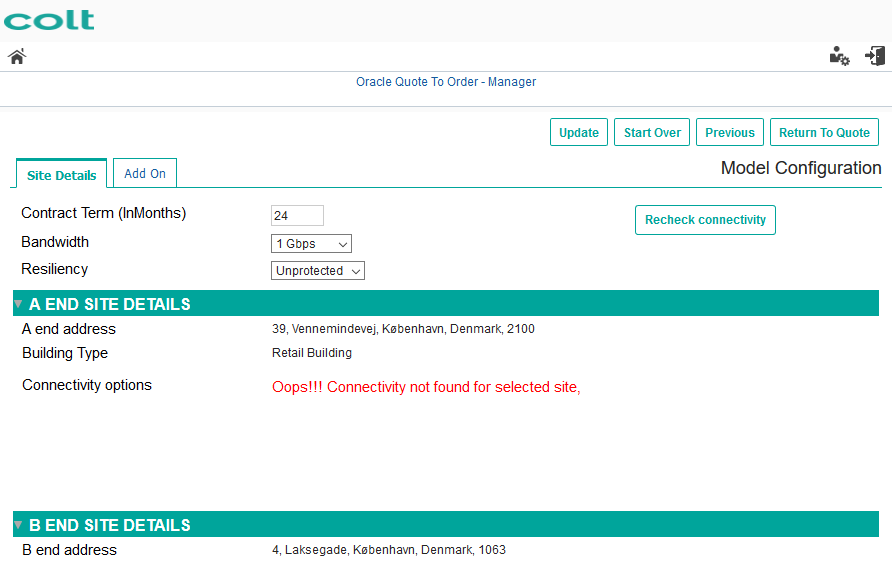 colt
Oracle Quote To Order - Manager
Update Start Over Previous Return To Quote
Site Details Add On Model Configuration
Contract Term (InMonths) 24 Recheck connectivity
Bandwidth 1 Gbps
Resiliency Unprotected
A END SITE DETAILS
A end address 39, Vennemindevej, København, Denmark, 2100
Building Type Retail Building
Connectivity options Oops!!! Connectivity not found for selected site,
B END SITE DETAILS
B end address 4, Laksegade, København, Denmark, 1063